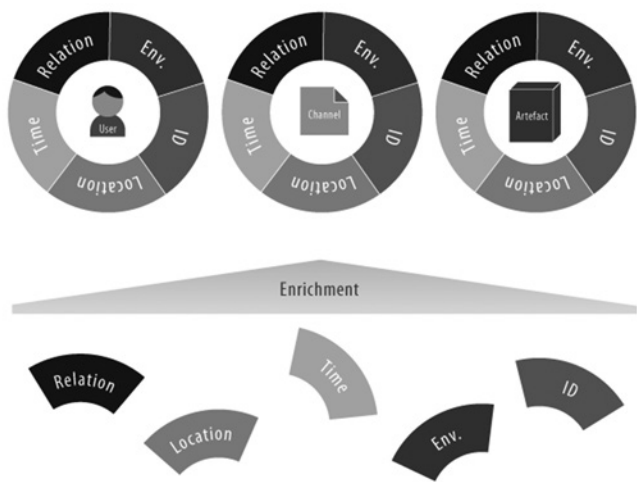 Relation
Env.
ID
Location
Time
User
Relation
Env.
ID
Location
Time
Channel
Relation
Env.
ID
Location
Time
Artefact
Enrichment
Relation
Location
Time
Env.
ID